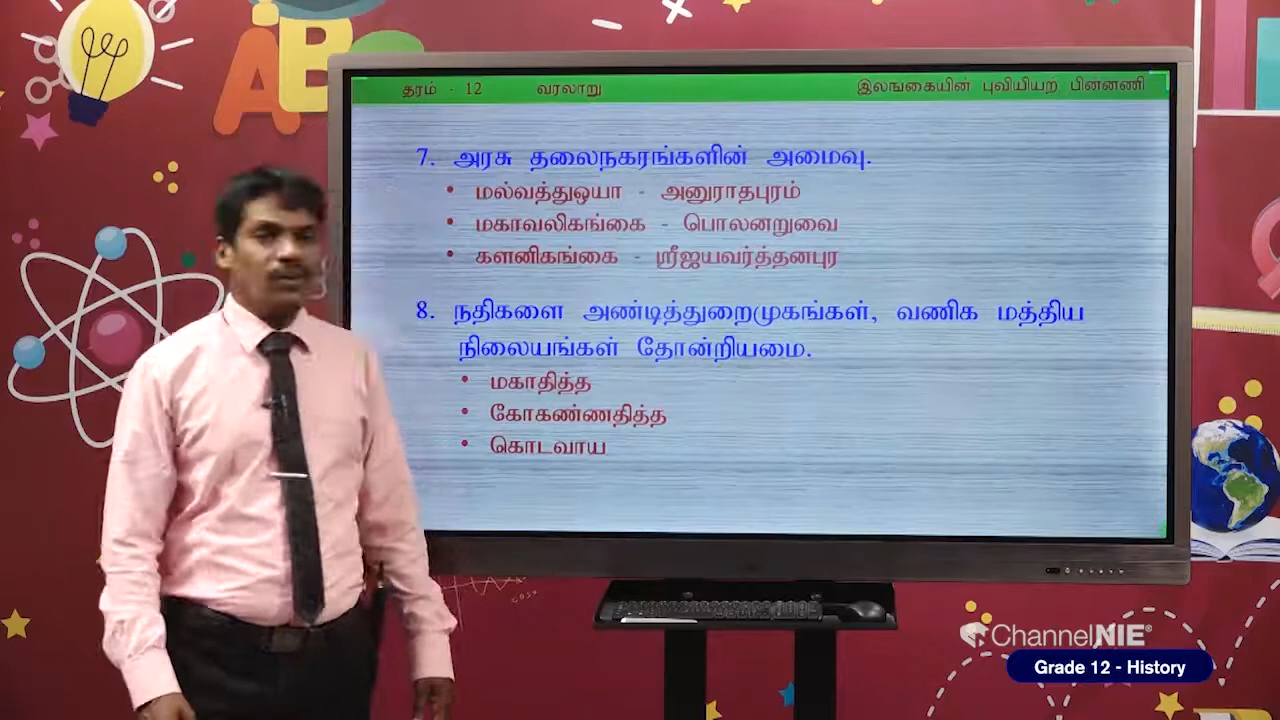 தரம் - 12 வரலாறு இலங்கையின் புவியியற் பின்னணி
7. அரசு தலைநகரங்களின் அமைவு.
• மல்வத்துஒயா - அனுராதபுரம்
• மகாவலிகங்கை - பொலனறுவை
• களனிகங்கை - ஸ்ரீஜயவர்த்தனபுர
8. நதிகளை அண்டித்துறைமுகங்கள், வணிக மத்திய
நிலையங்கள் தோன்றியமை.
• மகாதித்த
• கோகண்ணதித்த
• கொடவாய
ChannelNIE
Grade 12 - History